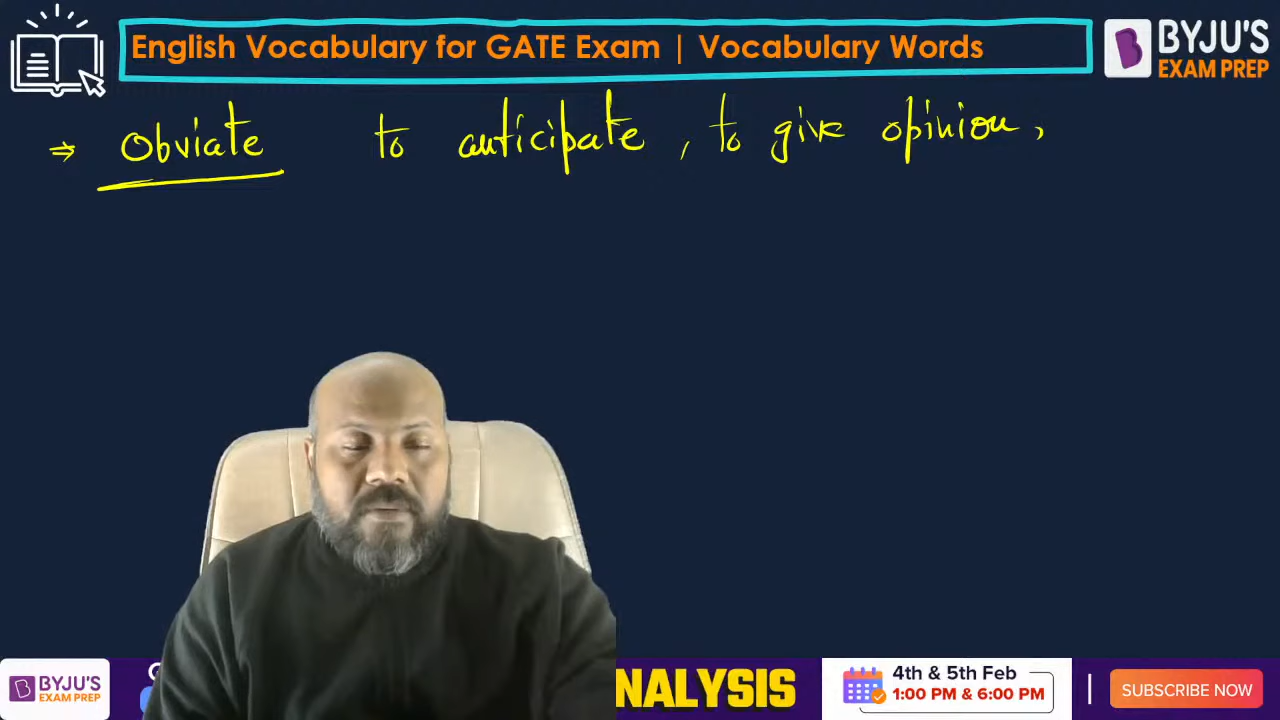 English Vocabulary for GATE Exam | Vocabulary Words
BYJU'S
EXAM PREP
⇒ Obviate to anticipate, to give opinion,
BYJU'S
EXAM PREP
NALYSIS
4th & 5th Feb
1:00 PM & 6:00 PM
SUBSCRIBE NOW